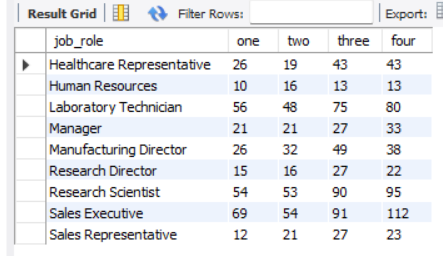 Result Grid Filter Rows: Export:
job_role one two three four
Healthcare Representative 26 19 43 43
Human Resources 10 16 13 13
Laboratory Technician 56 48 75 80
Manager 21 21 27 33
Manufacturing Director 26 32 49 38
Research Director 15 16 27 22
Research Scientist 54 53 90 95
Sales Executive 69 54 91 112
Sales Representative 12 21 27 23